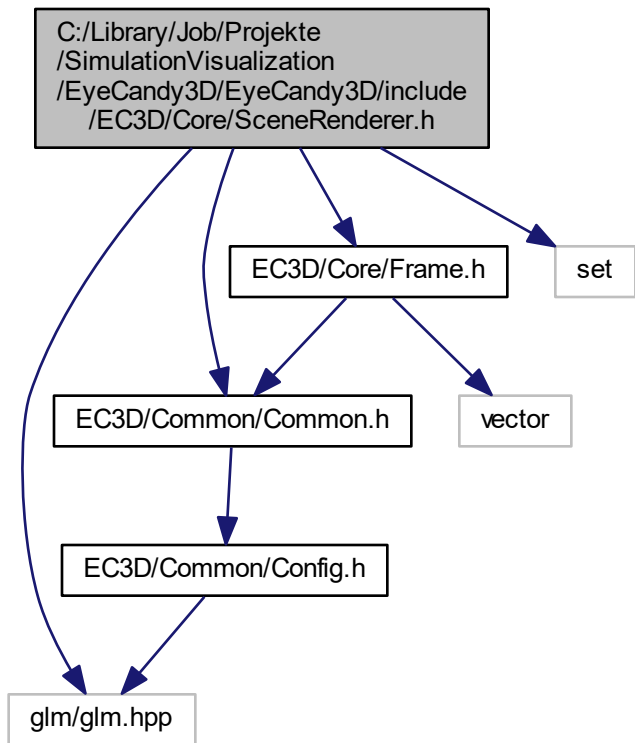 C:/Library/Job/Projekte
/SimulationVisualization
/EyeCandy3D/EyeCandy3D/include
/EC3D/Core/SceneRenderer.h
EC3D/Core/Frame.h
set
EC3D/Common/Common.h
vector
EC3D/Common/Config.h
glm/glm.hpp